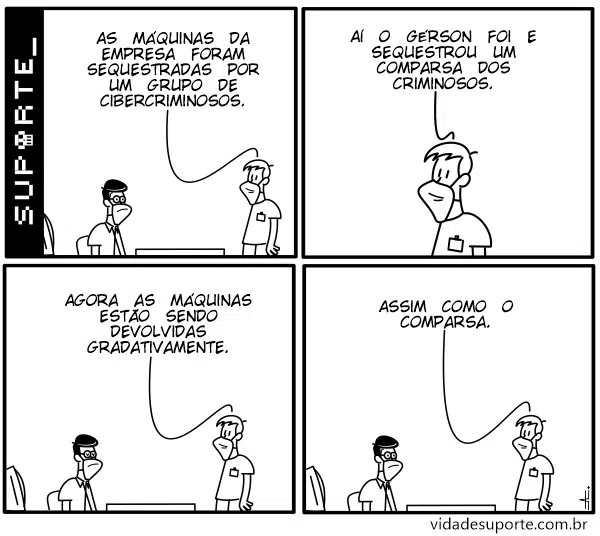 SUPORTE_
AS MÁQUINAS DA
EMPRESA FORAM
SEQUESTRADAS POR
UM GRUPO DE
CIBERCRIMINOSOS.
AÍ O GÉRSON FOI E
SEQUESTROU UM
COMPARSA DOS
CRIMINOSOS.
AGORA AS MÁQUINAS
ESTÃO SENDO
DEVOLVIDAS
GRADATIVAMENTE.
ASSIM COMO O
COMPARSA.
vidadesuporte.com.br